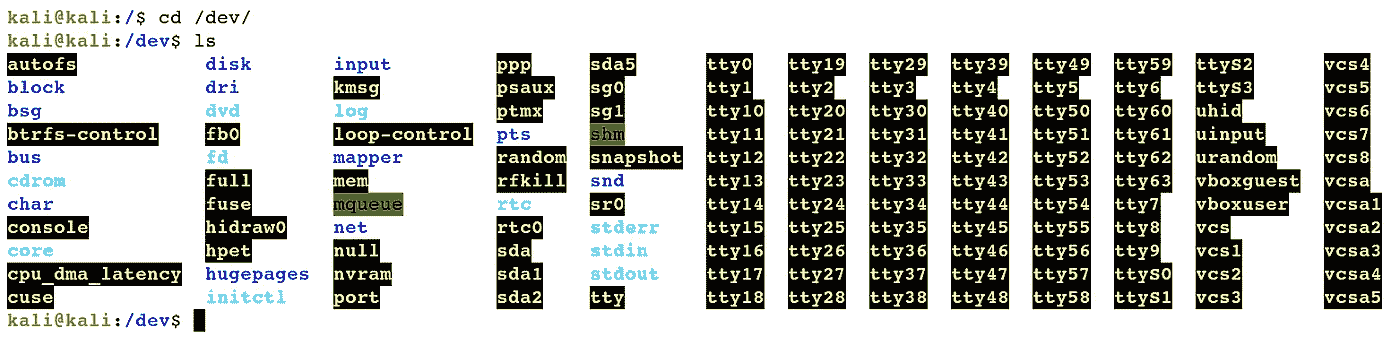 kali@kali:/$ cd /dev/
kali@kali:/dev$ ls
autofs disk input ppp sda5 tty0 tty19 tty29 tty39 tty49 tty59 ttyS2 vcs4
block dri kmsg psaux sg0 tty1 tty2 tty3 tty4 tty5 tty6 ttyS3 vcs5
bsg dvd log ptmx sg1 tty10 tty20 tty30 tty40 tty50 tty60 uhid vcs6
btrfs-control fb0 loop-control pts shm tty11 tty21 tty31 tty41 tty51 tty61 uinput vcs7
bus fd mapper random snapshot tty12 tty22 tty32 tty42 tty52 tty62 urandom vcs8
cdrom full mem rfkill snd tty13 tty23 tty33 tty43 tty53 tty63 vboxguest vcsa
char fuse mqueue rtc sr0 tty14 tty24 tty34 tty44 tty54 tty7 vboxuser vcsa1
console hidraw0 net rtc0 stderr tty15 tty25 tty35 tty45 tty55 tty8 vcs vcsa2
core hpet null sda stdin tty16 tty26 tty36 tty46 tty56 tty9 vcs1 vcsa3
cpu_dma_latency hugepages nvram sda1 stdout tty17 tty27 tty37 tty47 tty57 ttyS0 vcs2 vcsa4
cuse initctl port sda2 tty tty18 tty28 tty38 tty48 tty58 ttyS1 vcs3 vcsa5
kali@kali:/dev$